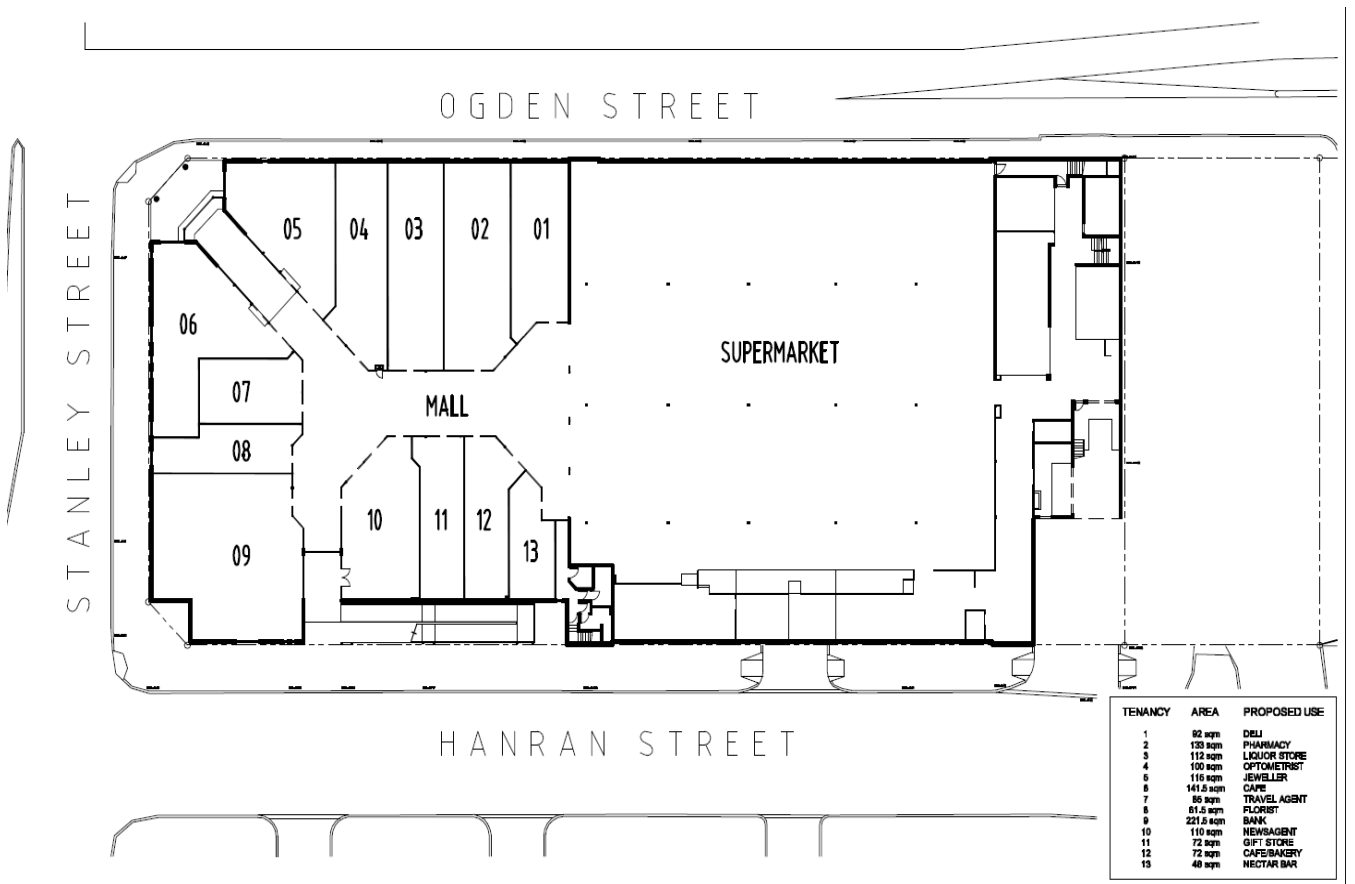 OGDEN STREET
STANLEY STREET
05
04
03
02
01
06
SUPERMARKET
07
MALL
08
10
11
12
13
09
HANRAN STREET
TENANCY AREA PROPOSED USE
1 92 sqm DELI
2 133 sqm PHARMACY
3 112 sqm LIQUOR STORE
4 100 sqm OPTOMETRIST
5 115 sqm JEWELLER
6 141.5 sqm CAFE
7 sqm TRAVEL AGENT
8 61.5 sqm FLORIST
9 221.5 sqm BANK
10 110 sqm NEWSAGENT
11 72 sqm GIFT STORE
12 72 sqm CAFE/BAKERY
13 sqm NECTAR BAR